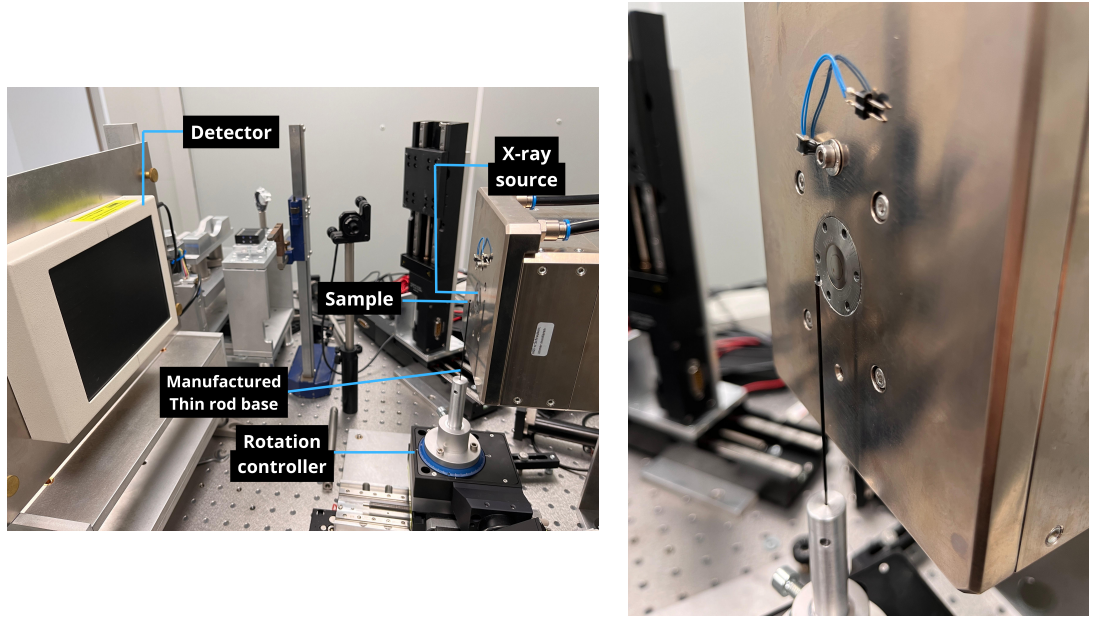 Detector
X-ray
source
Sample
Manufactured
Thin rod base
Rotation
controller